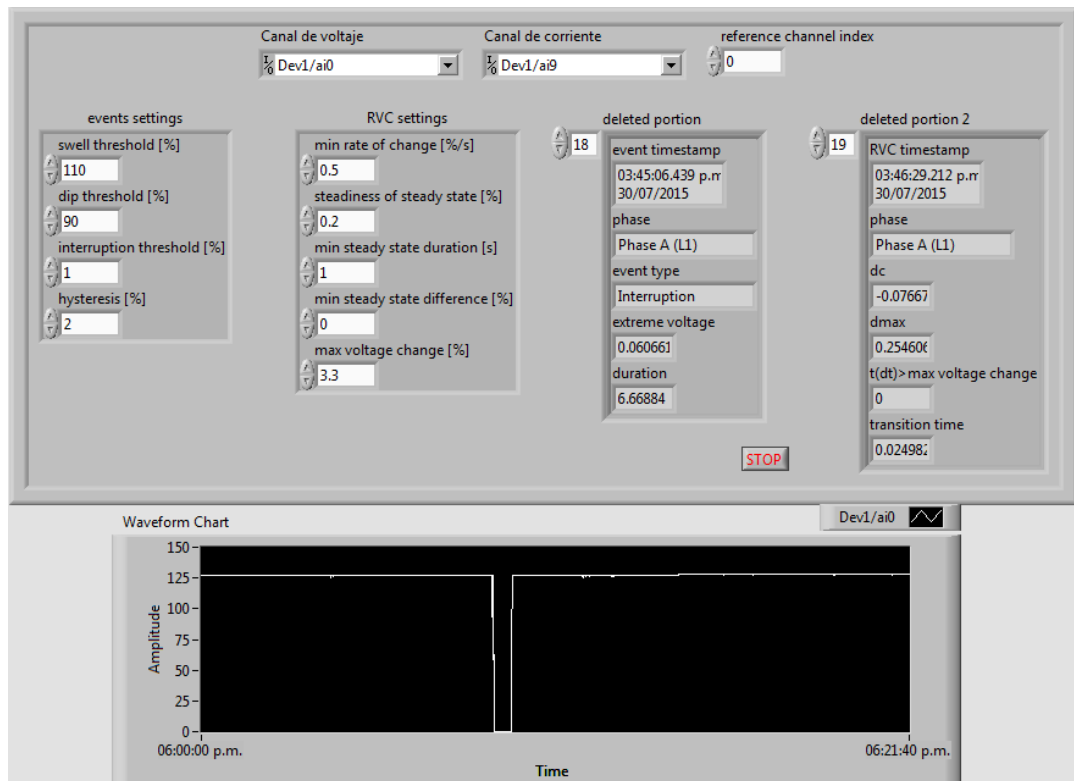 Canal de voltaje
Canal de corriente
reference channel index
I/O Dev1/ai0
I/O Dev1/ai9
0
events settings
swell threshold [%]
110
dip threshold [%]
90
interruption threshold [%]
1
hysteresis [%]
2
RVC settings
min rate of change [%/s]
0.5
steadiness of steady state [%]
0.2
min steady state duration [s]
1
min steady state difference [%]
0
max voltage change [%]
3.3
deleted portion
18
event timestamp
03:45:06.439 p.m
30/07/2015
phase
Phase A (L1)
event type
Interruption
extreme voltage
0.060661
duration
6.66884
deleted portion 2
19
RVC timestamp
03:46:29.212 p.m
30/07/2015
phase
Phase A (L1)
dc
-0.07667
dmax
0.254606
t(dt)>max voltage change
0
transition time
0.024982
STOP
Waveform Chart
Dev1/ai0
150
125
100
75
50
25
0
Amplitude
06:00:00 p.m.
06:21:40 p.m.
Time